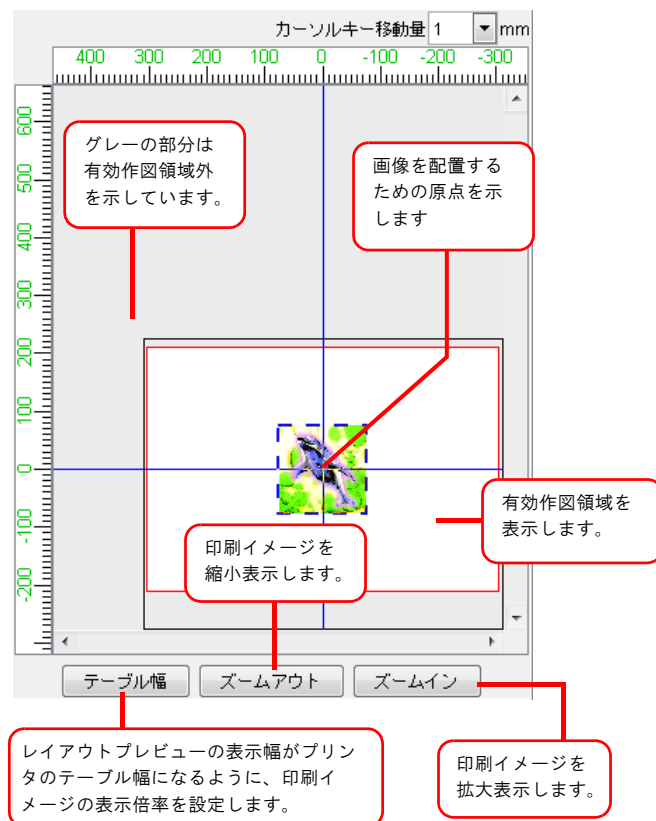 カーソルキー移動量 1 mm
400 300 200 100 0 -100 -200 -300
600
500
400
300
200
100
0
-100
-200
グレーの部分は
有効作図領域外
を示しています。
画像を配置する
ための原点を示
します
有効作図領域を
表示します。
印刷イメージを
縮小表示します。
テーブル幅 ズームアウト ズームイン
レイアウトプレビューの表示幅がプリン
タのテーブル幅になるように、印刷イ
メージの表示倍率を設定します。
印刷イメージを
拡大表示します。